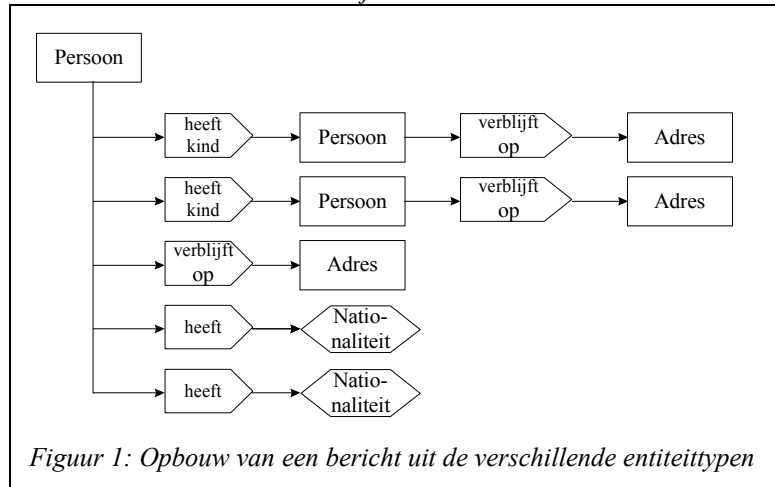 Persoon
heeft
kind
Persoon
verblijft
op
Adres
heeft
kind
Persoon
verblijft
op
Adres
verblijft
op
Adres
heeft
Natio-
naliteit
heeft
Natio-
naliteit
Figuur 1: Opbouw van een bericht uit de verschillende entiteittypen